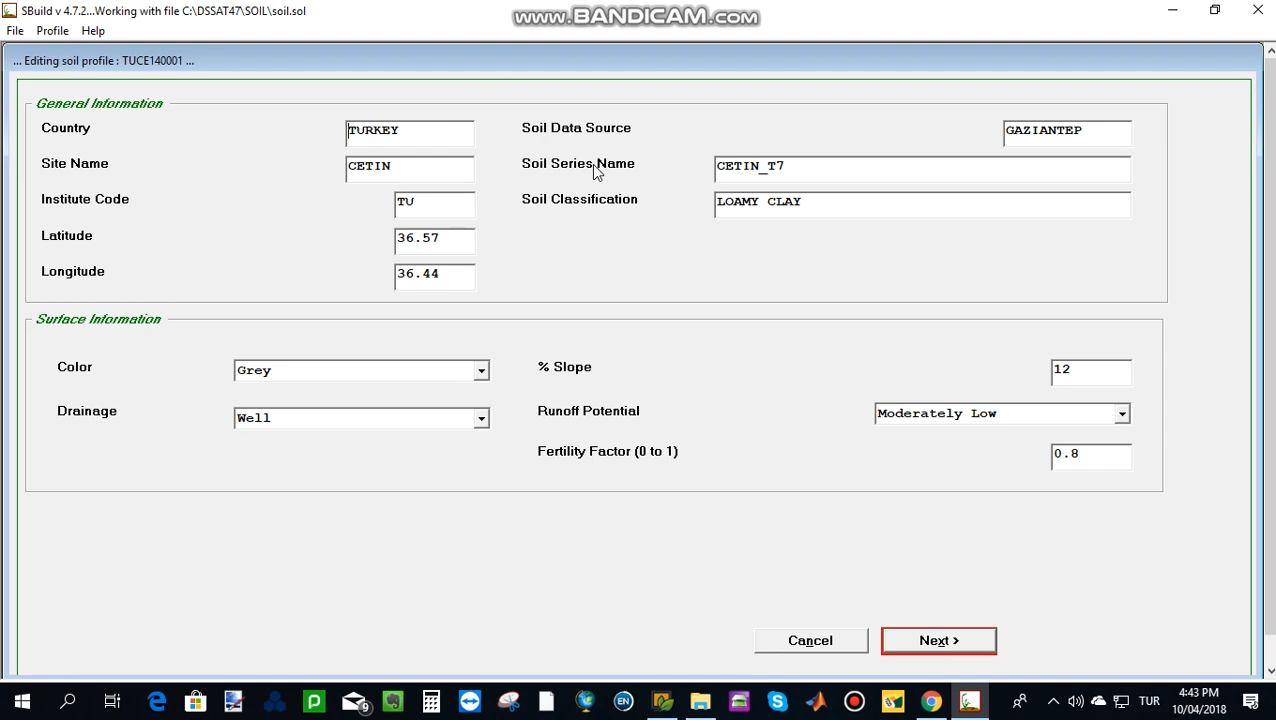 SBuild v 4.7.2...Working with file C:\DSSAT47\SOIL\soil.sol
www.BANDICAM.com
File Profile Help
... Editing soil profile : TUCE140001 ...
General Information
Country TURKEY Soil Data Source GAZIANTEP
Site Name CETIN Soil Series Name CETIN_T7
Institute Code TU Soil Classification LOAMY CLAY
Latitude 36.57
Longitude 36.44
Surface Information
Color Grey % Slope 12
Drainage Well Runoff Potential Moderately Low
Fertility Factor (0 to 1) 0.8
Cancel Next >
9 EN TUR 4:43 PM
10/04/2018